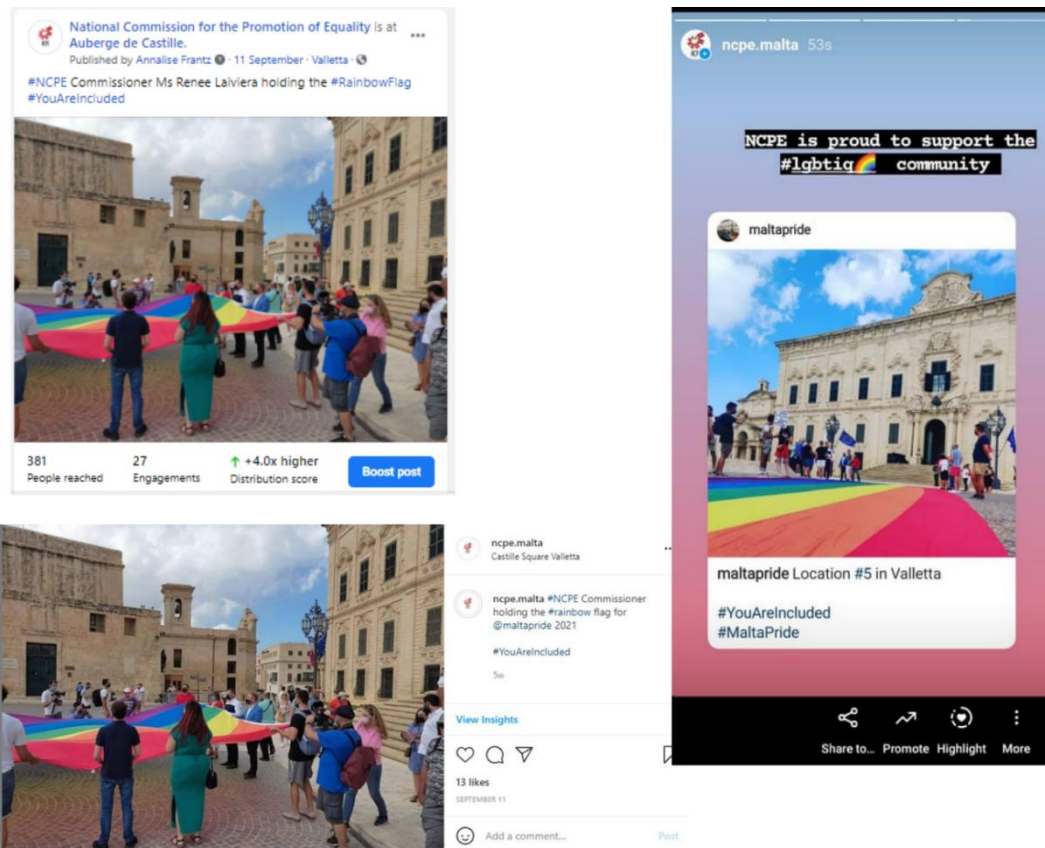 National Commission for the Promotion of Equality is at
Auberge de Castille.
Published by Annalise Frantz · 11 September · Valletta ·
#NCPE Commissioner Ms Renee Laiviera holding the #RainbowFlag
#YouAreIncluded
381
People reached
27
Engagements
+4.0x higher
Distribution score
Boost post
ncpe.malta
Castille Square Valletta
ncpe.malta #NCPE Commissioner
holding the #rainbow flag for
@maltapride 2021
#YouAreIncluded
5w
View Insights
13 likes
SEPTEMBER 11
Add a comment...
Post
ncpe.malta 53s
NCPE is proud to support the
#lgbtiq🌈 community
maltapride
maltapride Location #5 in Valletta
#YouAreIncluded
#MaltaPride
Share to... Promote Highlight More